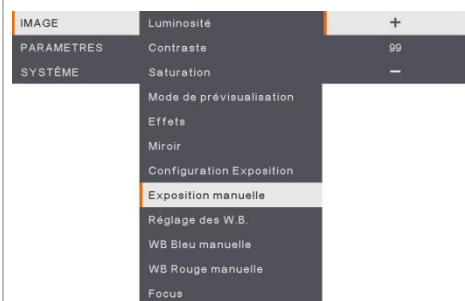 IMAGE
PARAMETRES
SYSTÈME
Luminosité
Contraste
Saturation
Mode de prévisualisation
Effets
Miroir
Configuration Exposition
Exposition manuelle
Réglage des W.B.
WB Bleu manuelle
WB Rouge manuelle
Focus
+
99
−